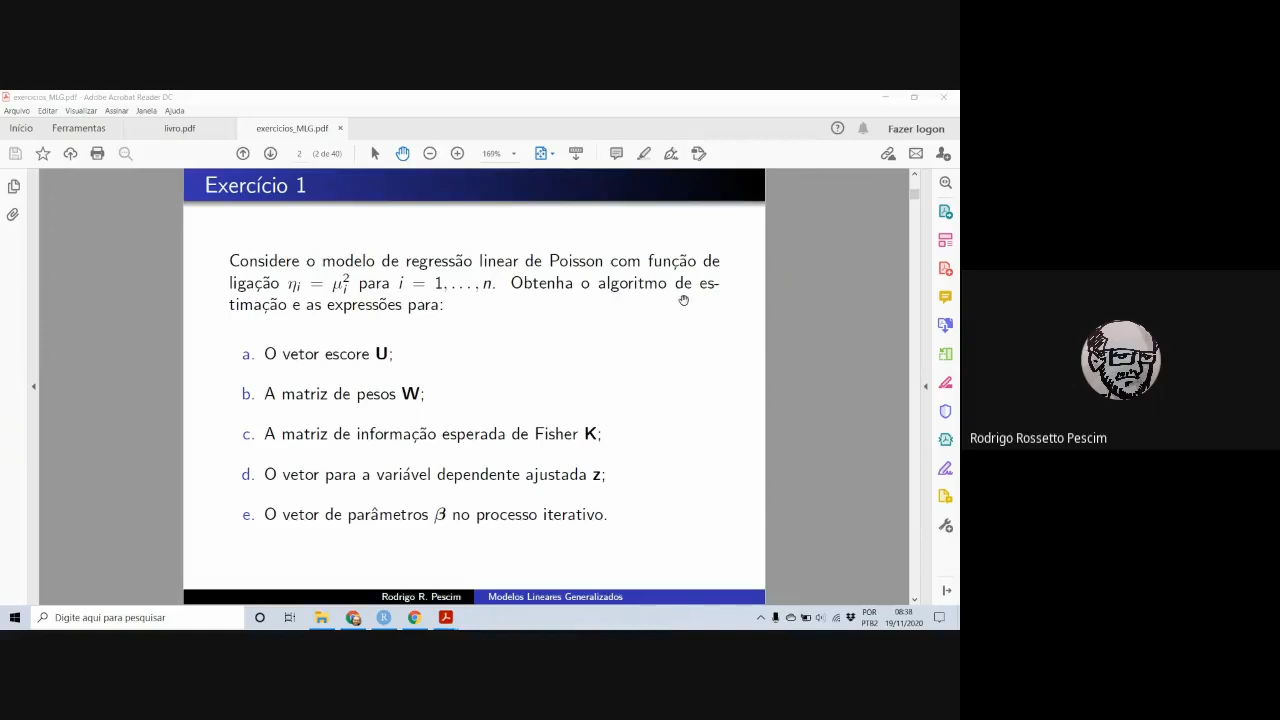 exercicios_MLG.pdf - Adobe Acrobat Reader DC
Arquivo Editar Visualizar Assinar Janela Ajuda
Início Ferramentas livro.pdf exercicios_MLG.pdf × Fazer logon
2 (2 de 40) 169%
Exercício 1
Considere o modelo de regressão linear de Poisson com função de
ligação ηᵢ = μᵢ² para i = 1, . . . , n. Obtenha o algoritmo de es-
timação e as expressões para:
a. O vetor escore U;
b. A matriz de pesos W;
c. A matriz de informação esperada de Fisher K;
d. O vetor para a variável dependente ajustada z;
e. O vetor de parâmetros β no processo iterativo.
Rodrigo R. Pescim Modelos Lineares Generalizados
Rodrigo Rossetto Pescim
Digite aqui para pesquisar
POR 08:38
PTB2 19/11/2020